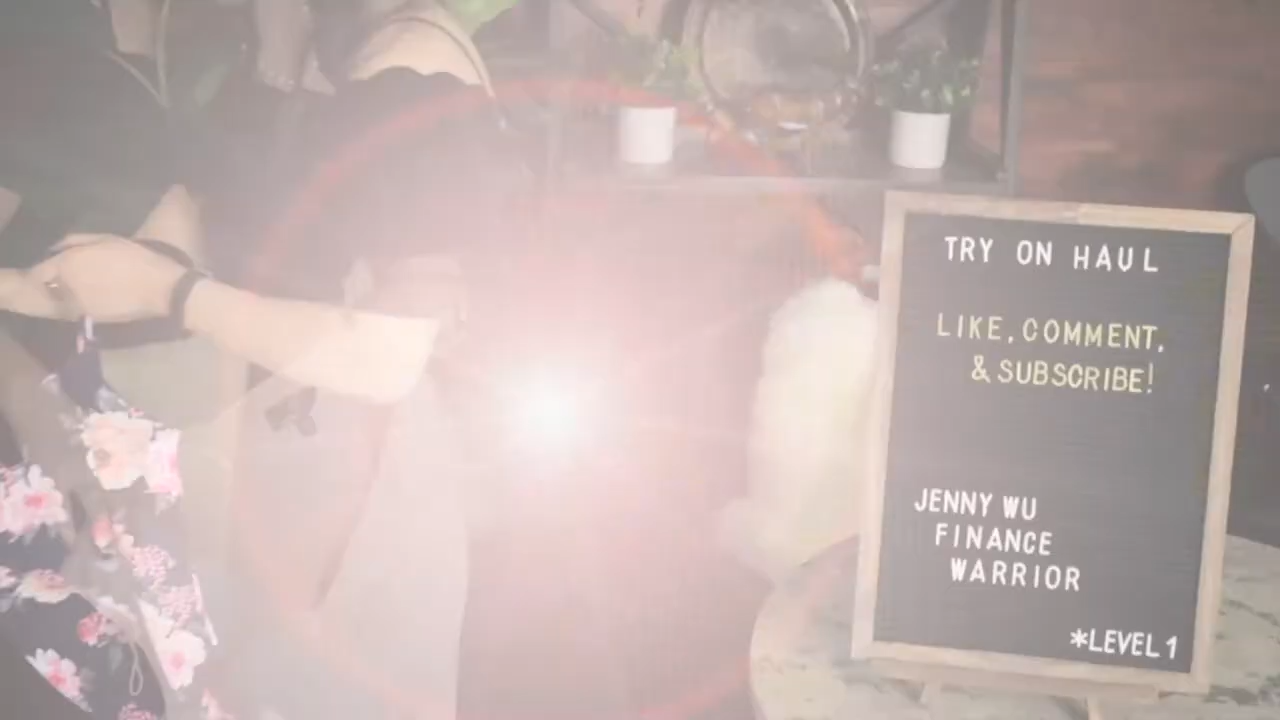 TRY ON HAUL
LIKE, COMMENT,
& SUBSCRIBE!
JENNY WU
FINANCE
WARRIOR
*LEVEL 1